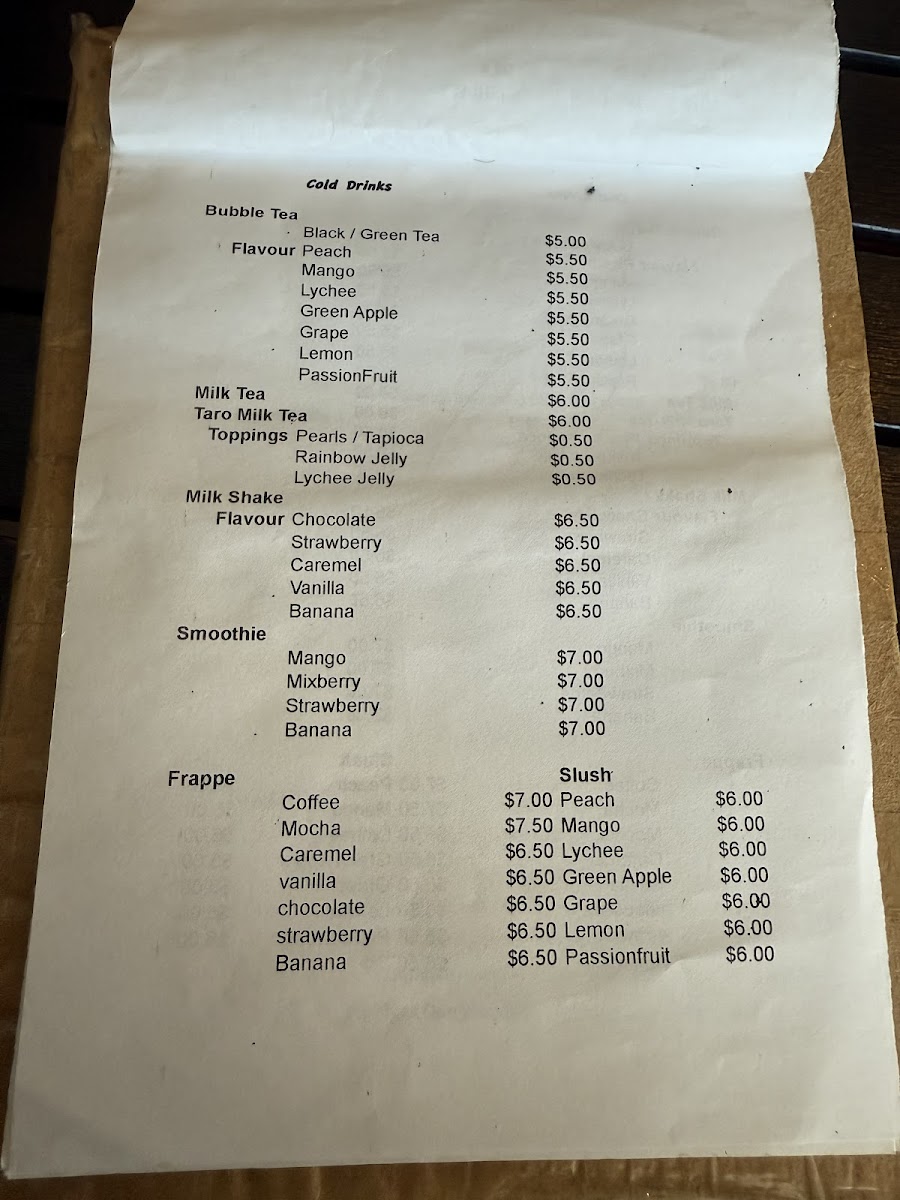 Cold Drinks
Bubble Tea
Black / Green Tea $5.00
Flavour Peach $5.50
Mango $5.50
Lychee $5.50
Green Apple $5.50
Grape $5.50
Lemon $5.50
PassionFruit $5.50
Milk Tea $6.00
Taro Milk Tea $6.00
Toppings Pearls / Tapioca $0.50
Rainbow Jelly $0.50
Lychee Jelly $0.50
Milk Shake
Flavour Chocolate $6.50
Strawberry $6.50
Caremel $6.50
Vanilla $6.50
Banana $6.50
Smoothie
Mango $7.00
Mixberry $7.00
Strawberry $7.00
Banana $7.00
Frappe Slush
Coffee $7.00 Peach $6.00
Mocha $7.50 Mango $6.00
Caremel $6.50 Lychee $6.00
vanilla $6.50 Green Apple $6.00
chocolate $6.50 Grape $6.00
strawberry $6.50 Lemon $6.00
Banana $6.50 Passionfruit $6.00